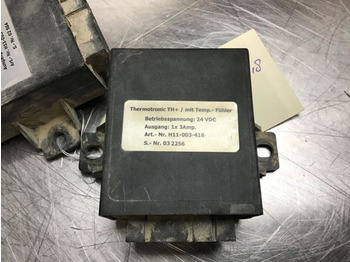 Thermotronic TH+ / mit Temp.- Fühler
Betriebsspannung: 24 VDC
Ausgang: 1x 3Amp.
Art.- Nr. H11-003-416
S.- Nr. 03 2256
18